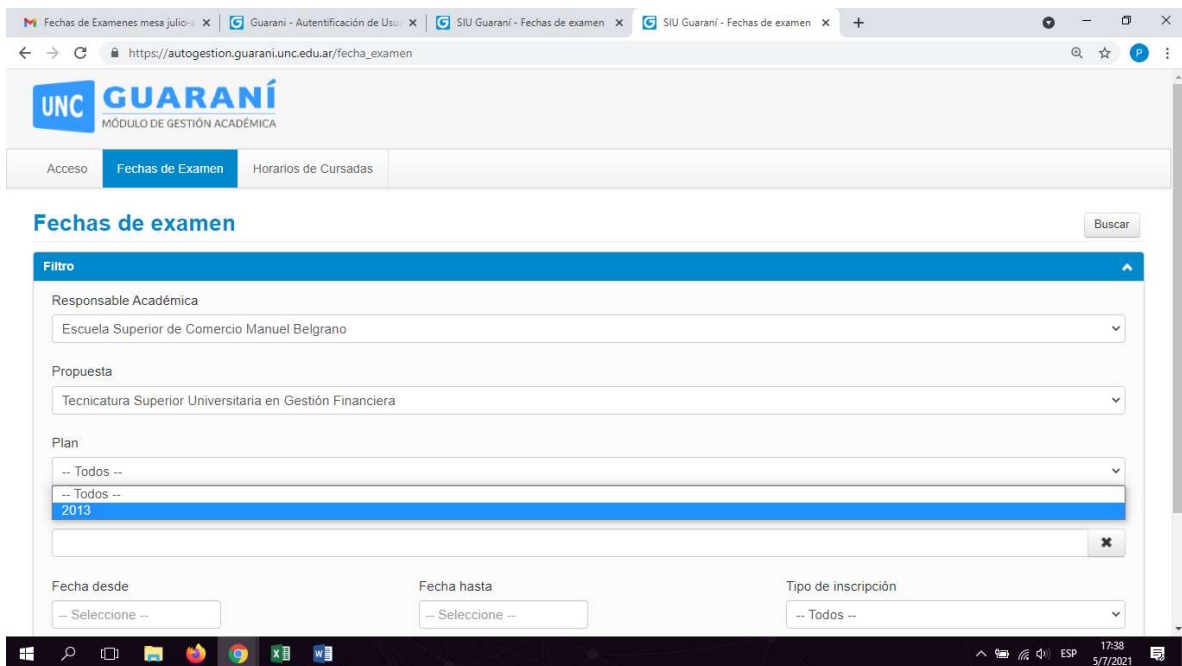 Fechas de Examenes mesa julio-a
Guarani - Autentificación de Usua
SIU Guaraní - Fechas de examen
SIU Guaraní - Fechas de examen
https://autogestion.guarani.unc.edu.ar/fecha_examen
P
UNC
GUARANÍ
MÓDULO DE GESTIÓN ACADÉMICA
Acceso Fechas de Examen Horarios de Cursadas
Fechas de examen Buscar
Filtro
Responsable Académica
Escuela Superior de Comercio Manuel Belgrano
Propuesta
Tecnicatura Superior Universitaria en Gestión Financiera
Plan
-- Todos --
-- Todos --
2013
Fecha desde Fecha hasta Tipo de inscripción
-- Seleccione -- -- Seleccione -- -- Todos --
ESP 17:38
5/7/2021